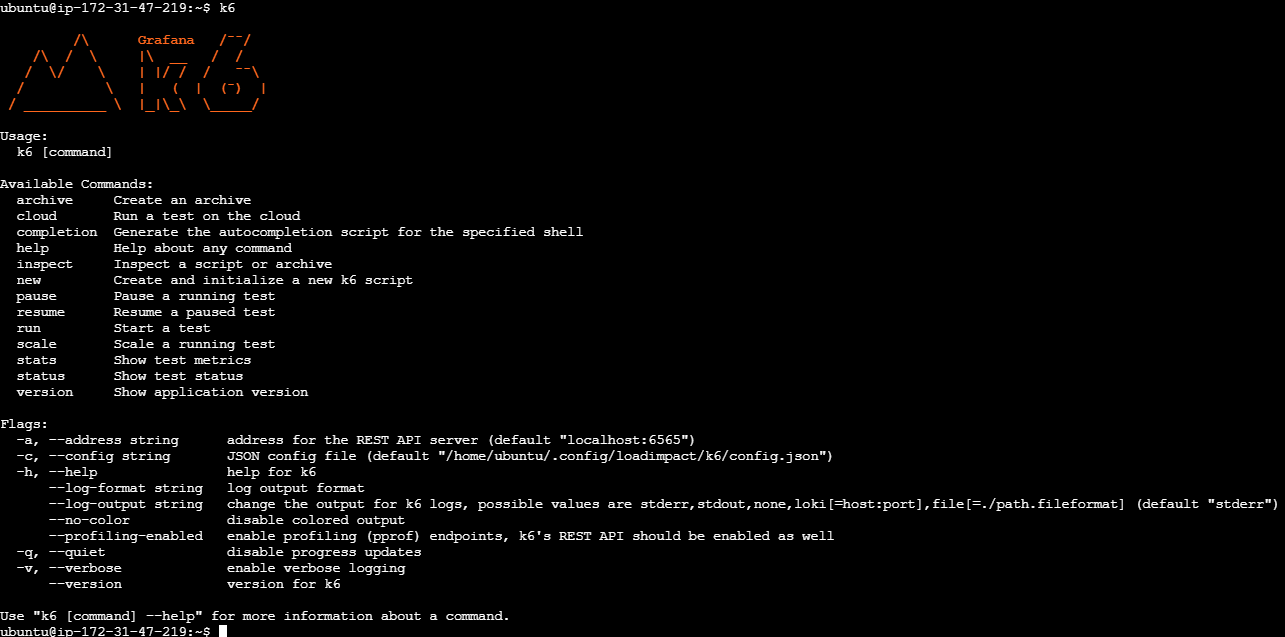 ubuntu@ip-172-31-47-219:~$ k6
         /\      Grafana   /‾‾/
    /\  /  \     |\  __   /  /
   /  \/    \    | |/ /  /   ‾‾\
  /          \   |   (  |  (‾)  |
 / __________ \  |_|\_\  \_____/
Usage:
  k6 [command]
Available Commands:
  archive     Create an archive
  cloud       Run a test on the cloud
  completion  Generate the autocompletion script for the specified shell
  help        Help about any command
  inspect     Inspect a script or archive
  new         Create and initialize a new k6 script
  pause       Pause a running test
  resume      Resume a paused test
  run         Start a test
  scale       Scale a running test
  stats       Show test metrics
  status      Show test status
  version     Show application version
Flags:
  -a, --address string      address for the REST API server (default "localhost:6565")
  -c, --config string       JSON config file (default "/home/ubuntu/.config/loadimpact/k6/config.json")
  -h, --help                help for k6
      --log-format string   log output format
      --log-output string   change the output for k6 logs, possible values are stderr,stdout,none,loki[=host:port],file[=./path.fileformat] (default "stderr")
      --no-color            disable colored output
      --profiling-enabled   enable profiling (pprof) endpoints, k6's REST API should be enabled as well
  -q, --quiet               disable progress updates
  -v, --verbose             enable verbose logging
      --version             version for k6
Use "k6 [command] --help" for more information about a command.
ubuntu@ip-172-31-47-219:~$